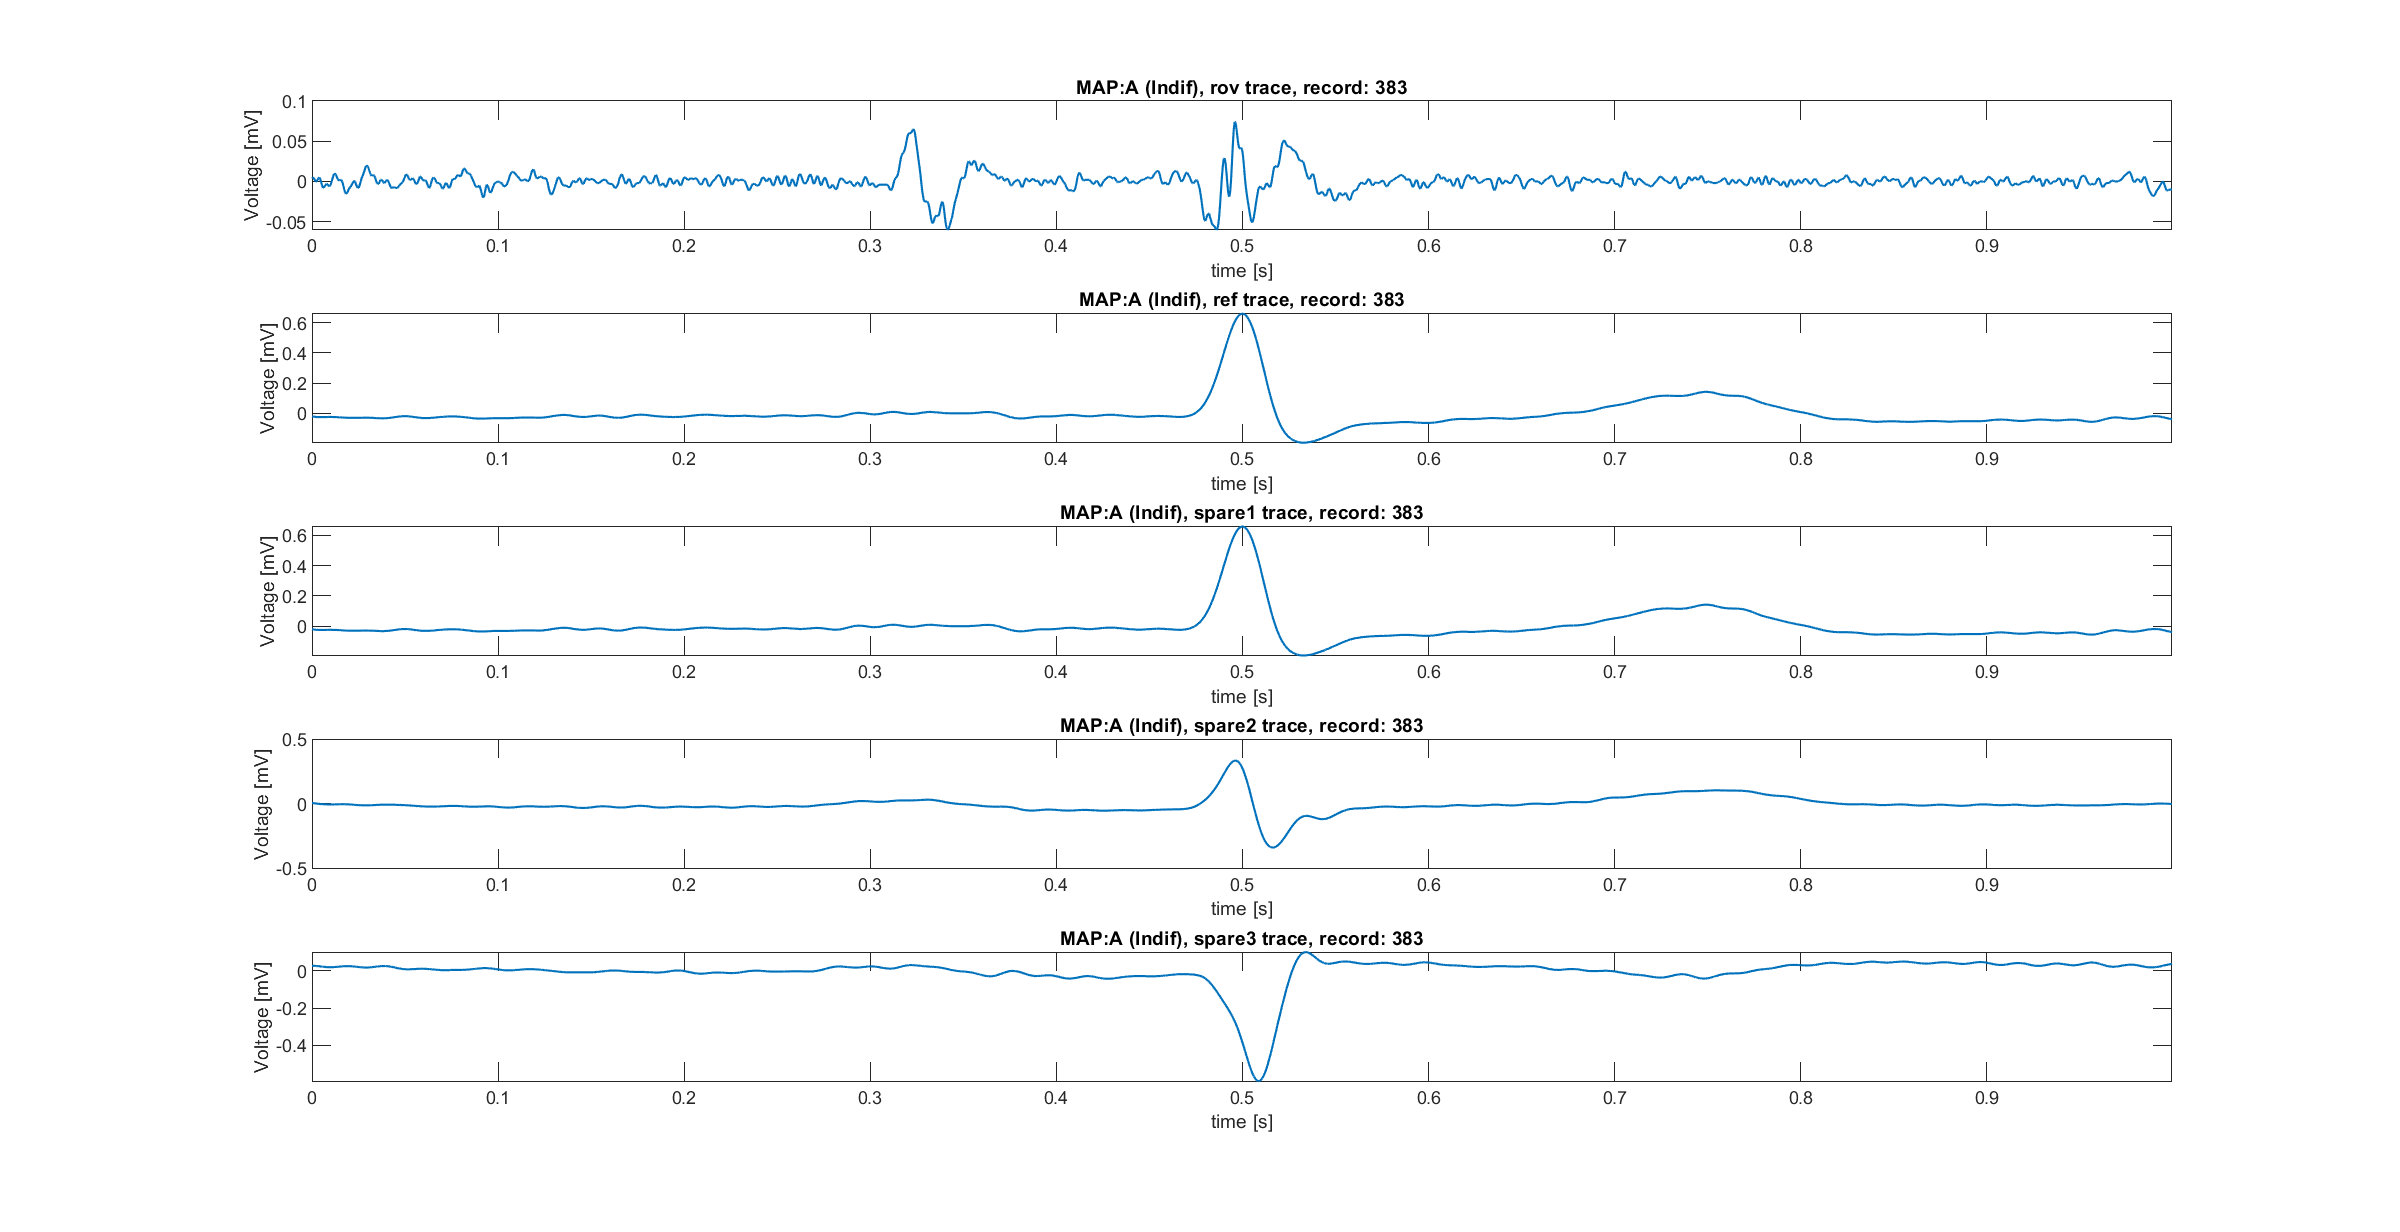 MAP:A (Indif), rov trace, record: 383
Voltage [mV]
0.1
0.05
0
-0.05
0 0.1 0.2 0.3 0.4 0.5 0.6 0.7 0.8 0.9
time [s]
MAP:A (Indif), ref trace, record: 383
Voltage [mV]
0.6
0.4
0.2
0
0 0.1 0.2 0.3 0.4 0.5 0.6 0.7 0.8 0.9
time [s]
MAP:A (Indif), spare1 trace, record: 383
Voltage [mV]
0.6
0.4
0.2
0
0 0.1 0.2 0.3 0.4 0.5 0.6 0.7 0.8 0.9
time [s]
MAP:A (Indif), spare2 trace, record: 383
Voltage [mV]
0.5
0
-0.5
0 0.1 0.2 0.3 0.4 0.5 0.6 0.7 0.8 0.9
time [s]
MAP:A (Indif), spare3 trace, record: 383
Voltage [mV]
0
-0.2
-0.4
0 0.1 0.2 0.3 0.4 0.5 0.6 0.7 0.8 0.9
time [s]